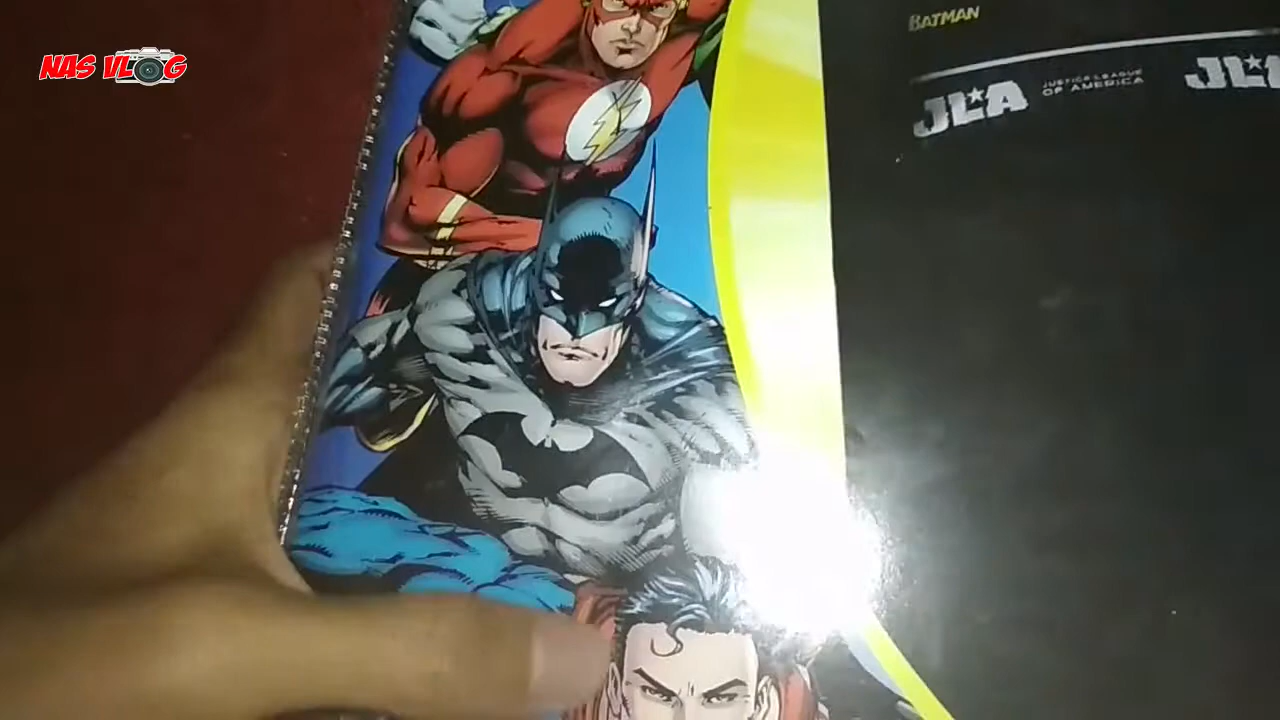 NAS VLOG
BATMAN
JLA
JUSTICE LEAGUE
OF AMERICA
JLA